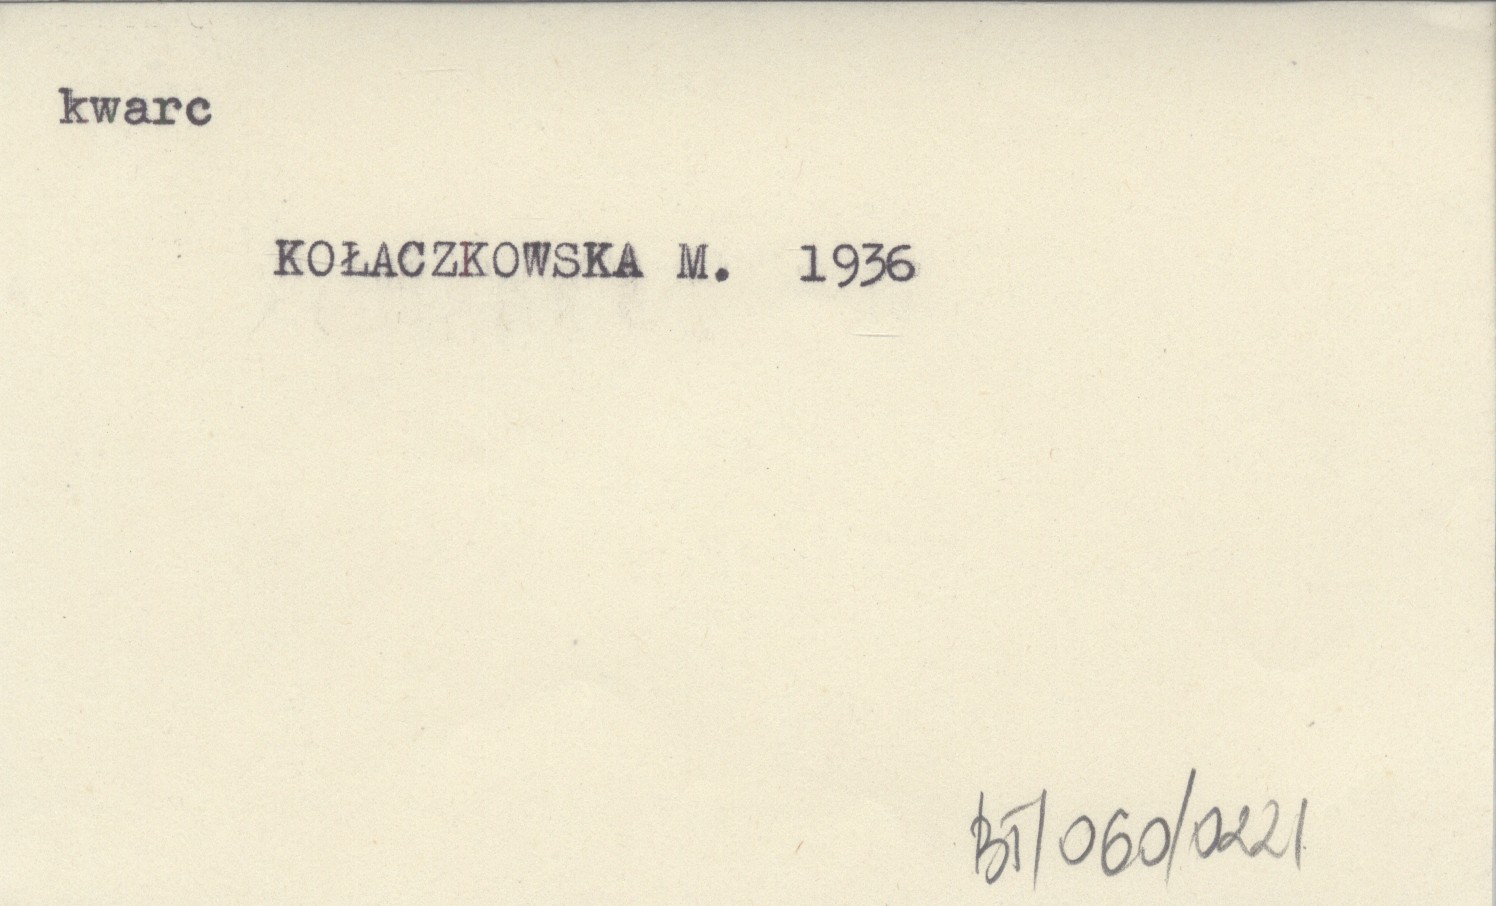 kwarc
KOŁACZKOWSKA M. 1936
BT/060/0221